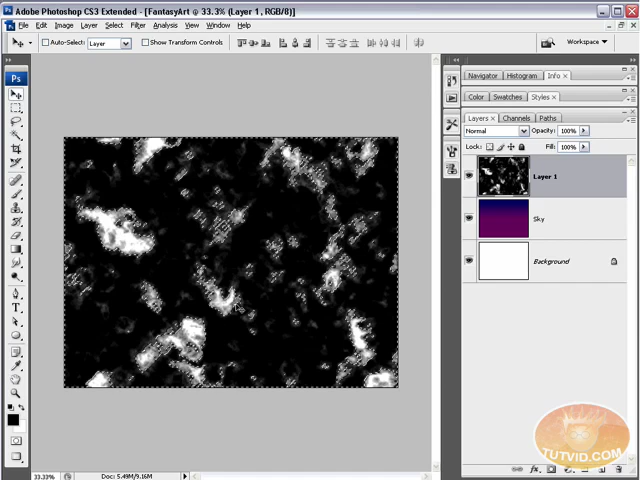 Adobe Photoshop CS3 Extended - [FantasyArt @ 33.3% (Layer 1, RGB/8)]
File Edit Image Layer Select Filter Analysis View Window Help
Auto-Select: Layer Show Transform Controls Workspace
Ps
Navigator Histogram Info x
Color Swatches Styles x
Layers x Channels Paths
Normal Opacity: 100%
Lock: Fill: 100%
Layer 1
Sky
Background
T
TUTVID.COM
33.33% Doc: 5.49M/9.16M
fx